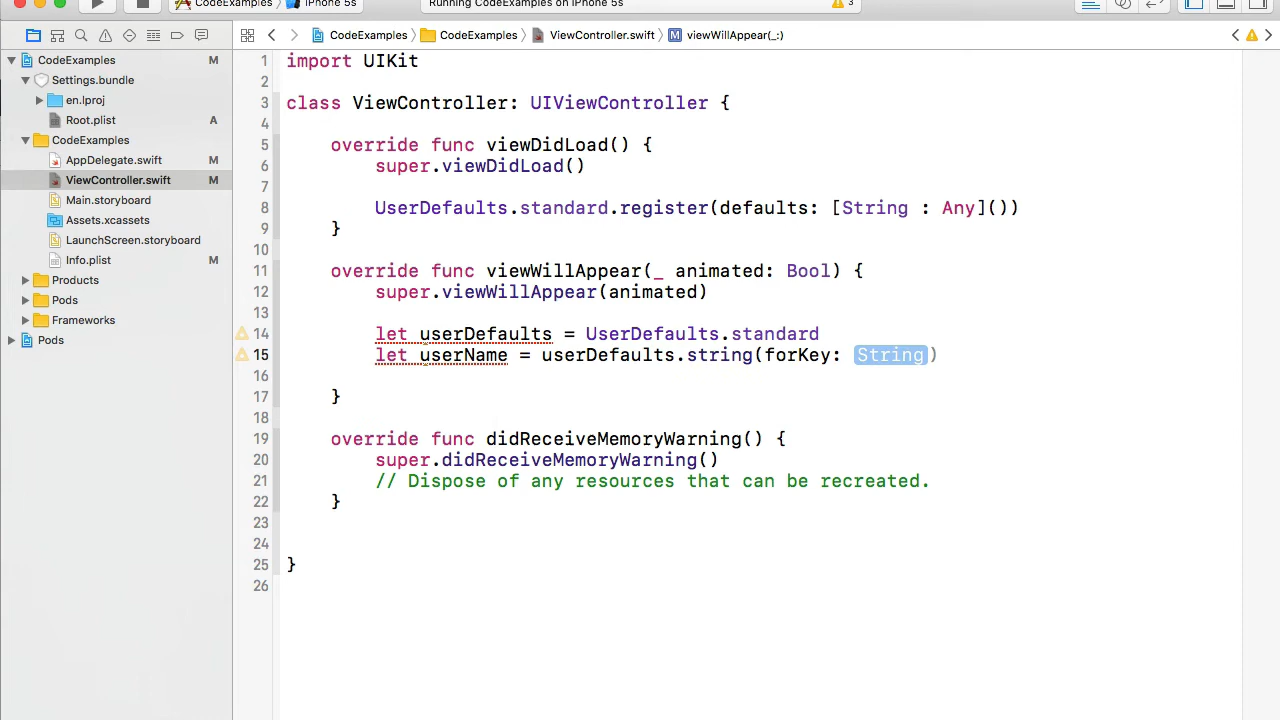 CodeExamples iPhone 5s Running CodeExamples on iPhone 5s 3
CodeExamples CodeExamples ViewController.swift M viewWillAppear(_:)
CodeExamples M
Settings.bundle
en.lproj
Root.plist A
CodeExamples
AppDelegate.swift M
ViewController.swift M
Main.storyboard
Assets.xcassets
LaunchScreen.storyboard
Info.plist M
Products
Pods
Frameworks
Pods
1 import UIKit
2
3 class ViewController: UIViewController {
4
5 override func viewDidLoad() {
6 super.viewDidLoad()
7
8 UserDefaults.standard.register(defaults: [String : Any]())
9 }
10
11 override func viewWillAppear(_ animated: Bool) {
12 super.viewWillAppear(animated)
13
14 let userDefaults = UserDefaults.standard
15 let userName = userDefaults.string(forKey: String)
16
17 }
18
19 override func didReceiveMemoryWarning() {
20 super.didReceiveMemoryWarning()
21 // Dispose of any resources that can be recreated.
22 }
23
24
25 }
26